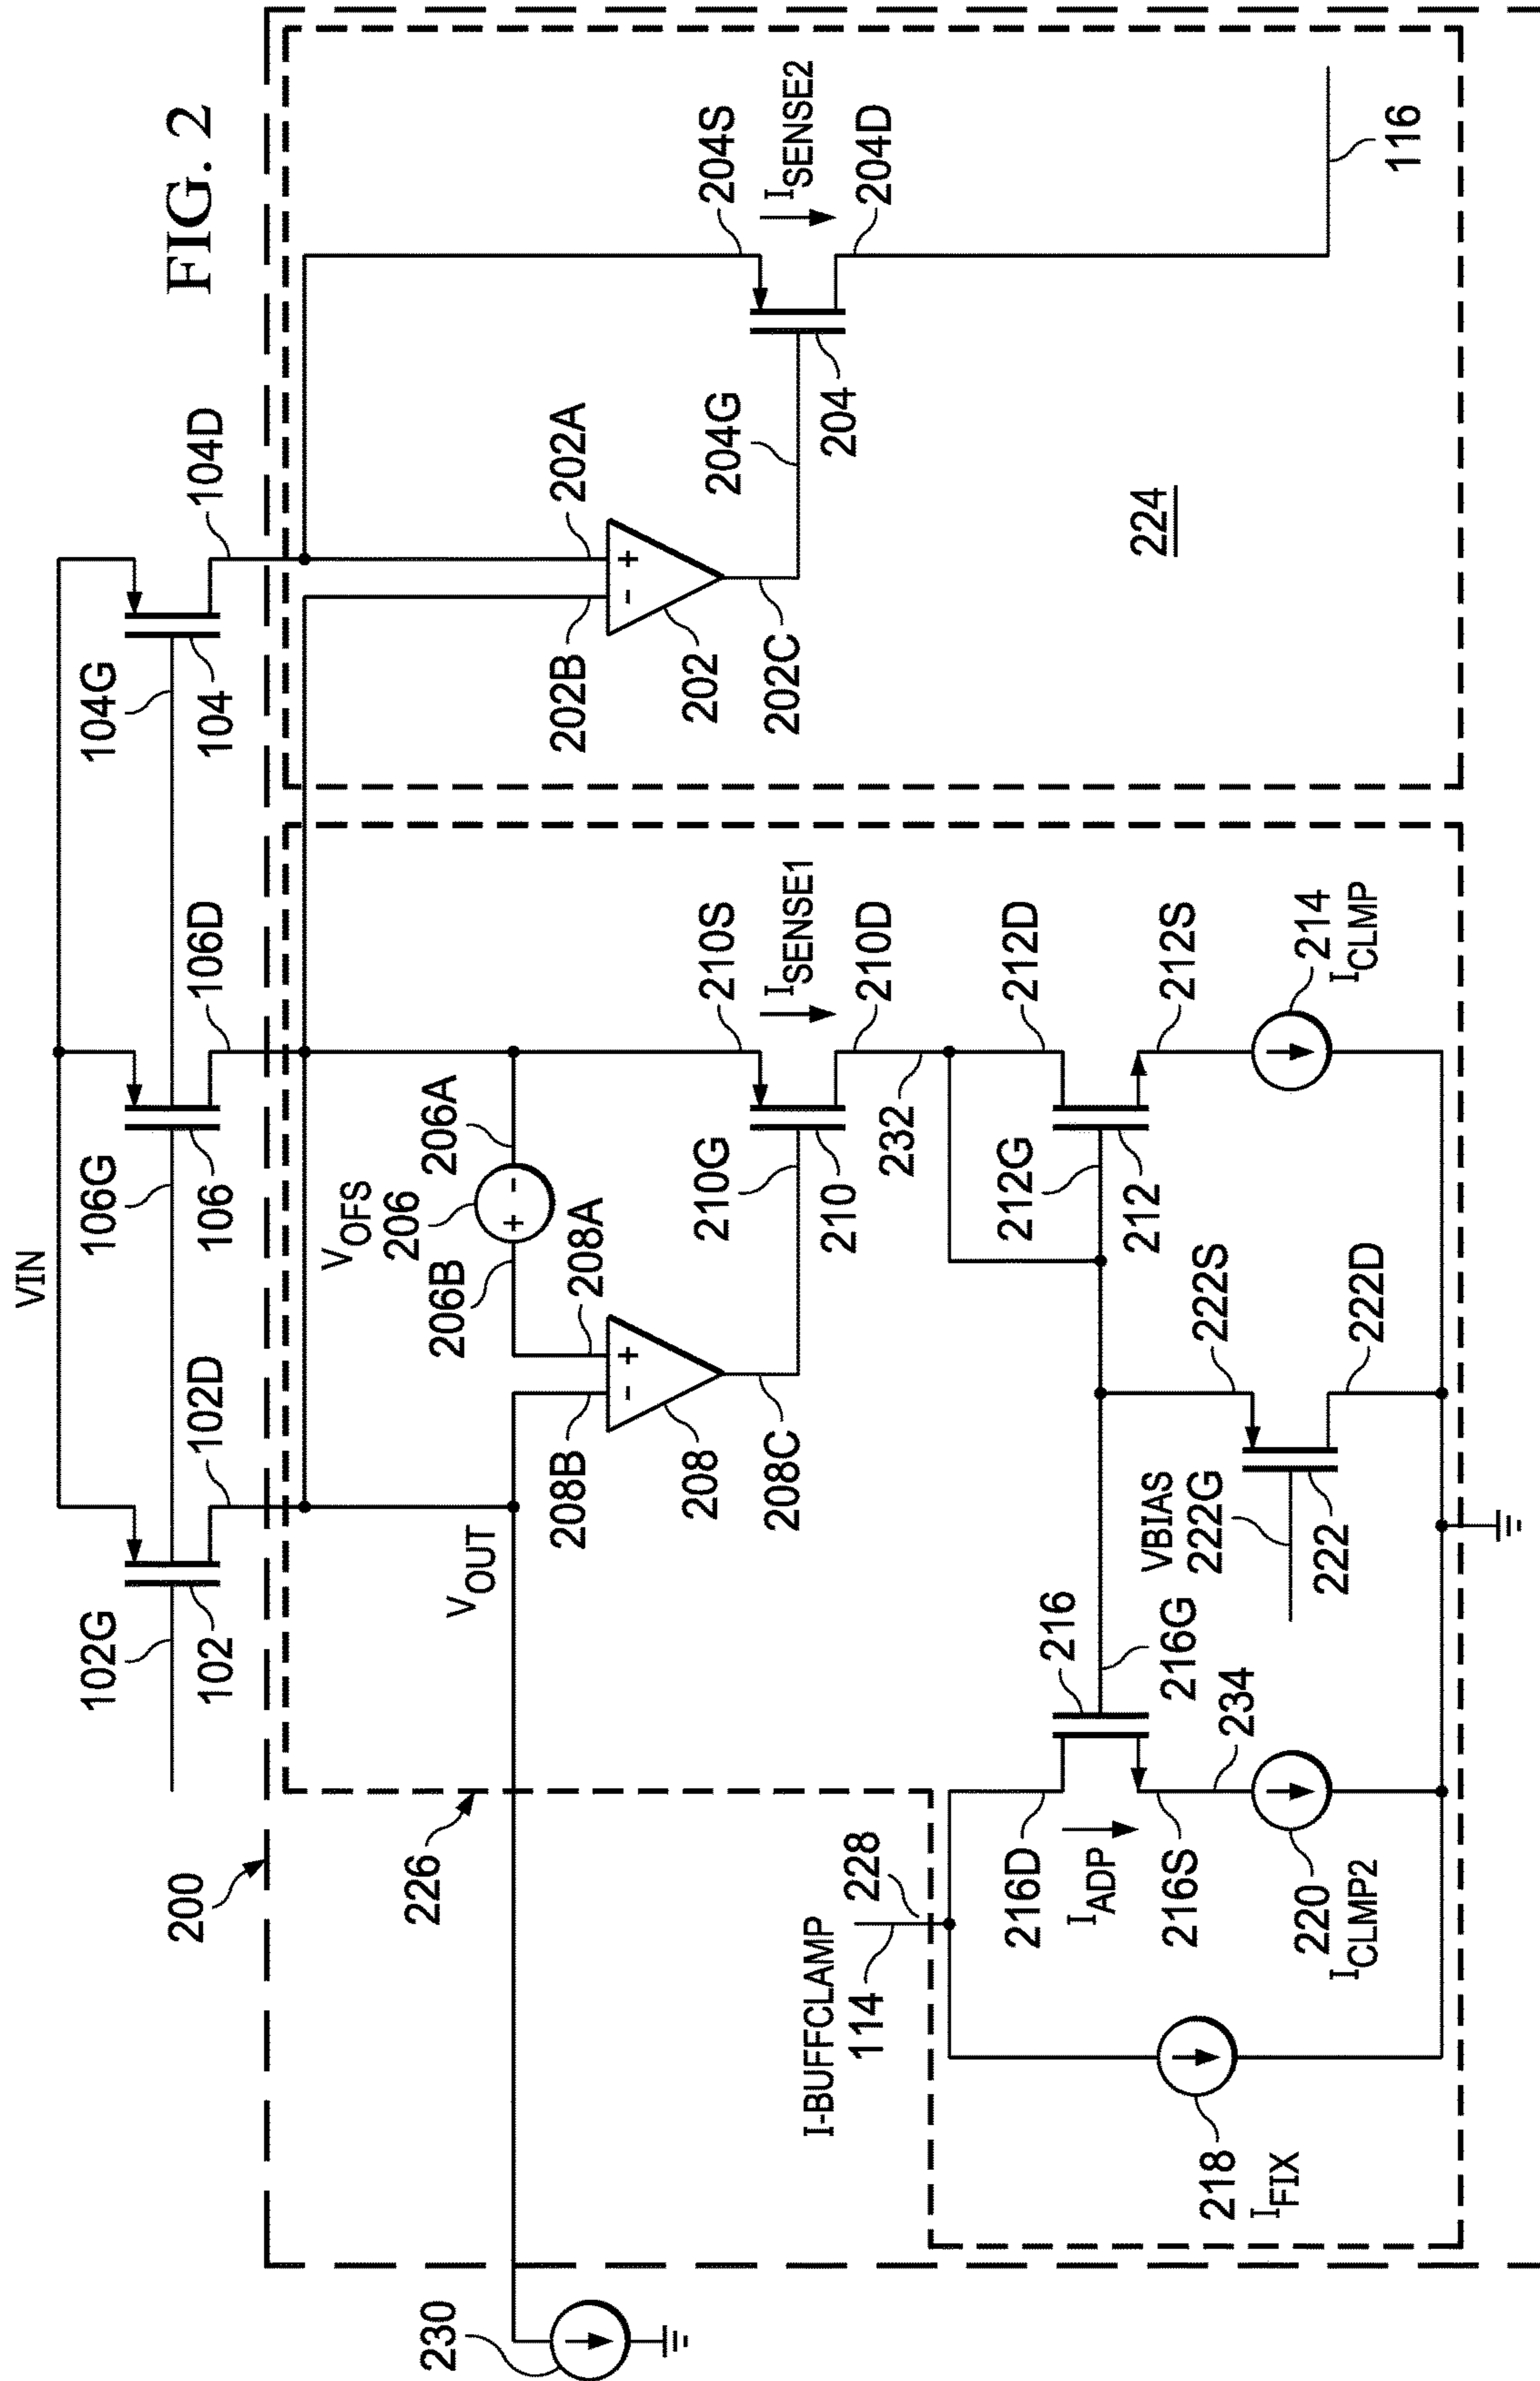 FIG. 2
VIN
102G
102
102D
106G
106
106D
104G
104
104D
200
226
VOUT
VOFS
206
206A
206B
208A
208B
208
208C
210S
ISENSE1
210G
210
210D
232
212D
212G
212
212S
214
ICLMP
222S
VBIAS
222G
222
222D
216
216G
216D
IADP
216S
234
228
I-BUFFCLAMP
114
220
ICLMP2
218
IFIX
230
202A
202B
202
202C
204S
ISENSE2
204G
204
204D
224
116